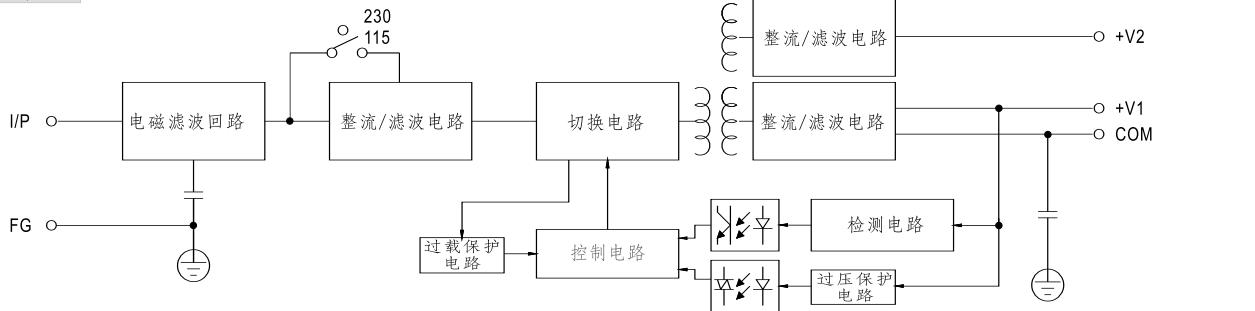 230
115
整流/滤波电路
+V2
I/P
电磁滤波回路
整流/滤波电路
切换电路
整流/滤波电路
+V1
COM
FG
过载保护
电路
控制电路
检测电路
过压保护
电路